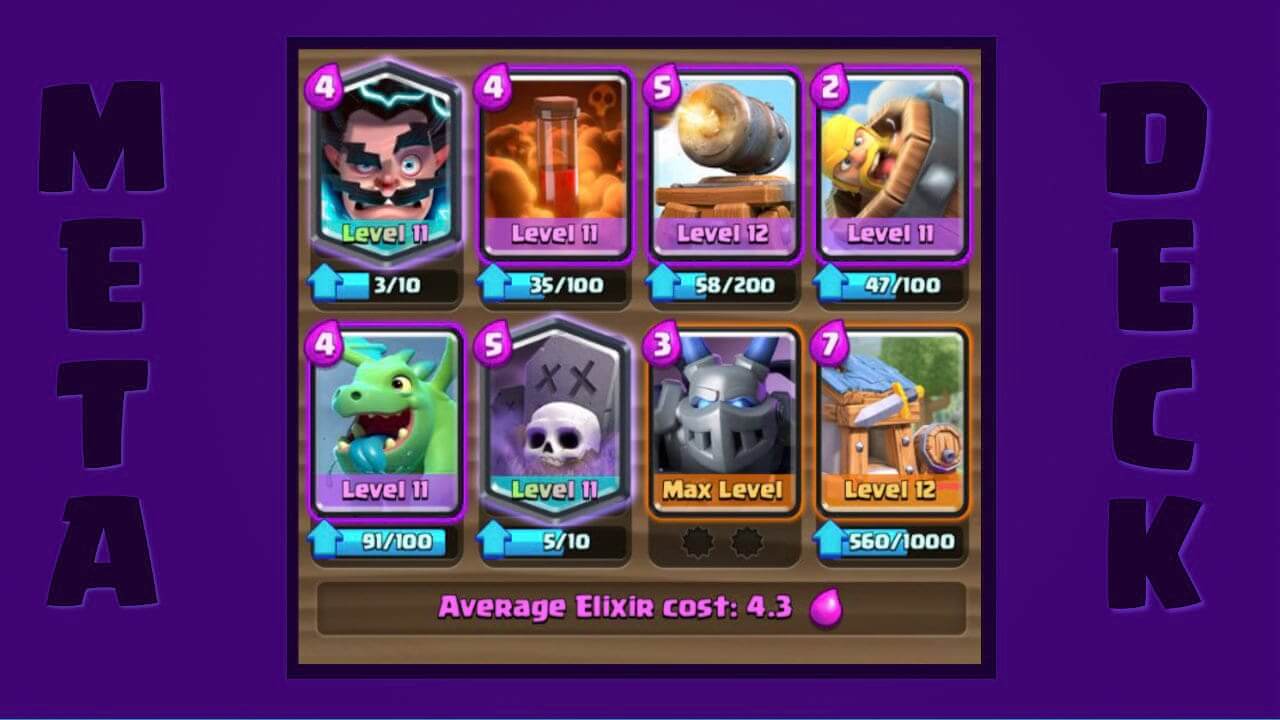 META
DECK
4 4 5 2
Level 11 Level 11 Level 12 Level 11
3/10 35/100 58/200 47/100
4 5 3 7
Level 11 Level 11 Max Level Level 12
91/100 5/10 560/1000
Average Elixir cost: 4.3